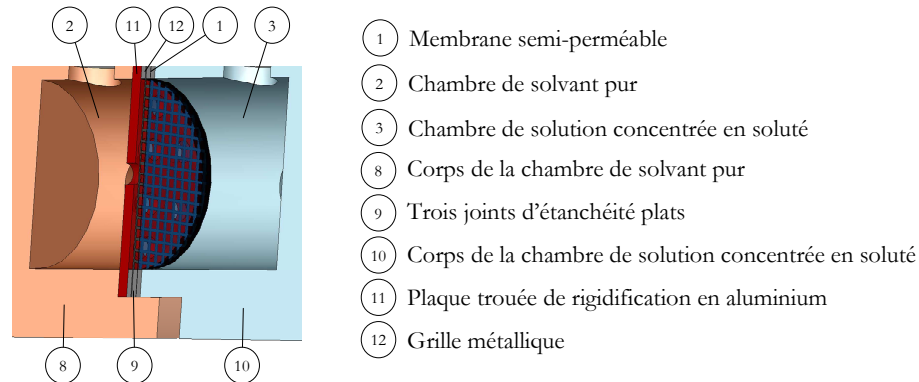 2 11 12 1 3
8 9 10
1 Membrane semi-perméable
2 Chambre de solvant pur
3 Chambre de solution concentrée en soluté
8 Corps de la chambre de solvant pur
9 Trois joints d'étanchéité plats
10 Corps de la chambre de solution concentrée en soluté
11 Plaque trouée de rigidification en aluminium
12 Grille métallique